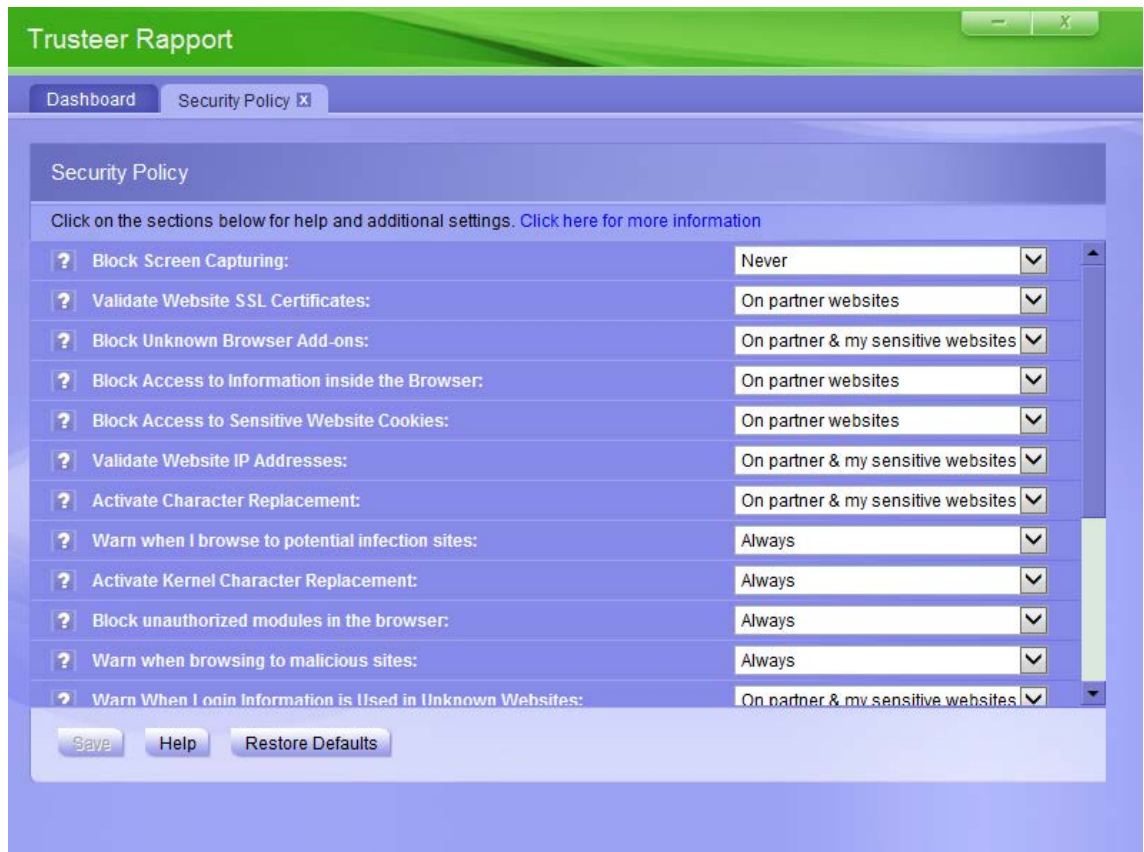 Trusteer Rapport
– X
Dashboard
Security Policy X
Security Policy
Click on the sections below for help and additional settings. Click here for more information
? Block Screen Capturing: Never
? Validate Website SSL Certificates: On partner websites
? Block Unknown Browser Add-ons: On partner & my sensitive websites
? Block Access to Information inside the Browser: On partner websites
? Block Access to Sensitive Website Cookies: On partner websites
? Validate Website IP Addresses: On partner & my sensitive websites
? Activate Character Replacement: On partner & my sensitive websites
? Warn when I browse to potential infection sites: Always
? Activate Kernel Character Replacement: Always
? Block unauthorized modules in the browser: Always
? Warn when browsing to malicious sites: Always
? Warn When Login Information is Used in Unknown Websites: On partner & my sensitive websites
Save Help Restore Defaults